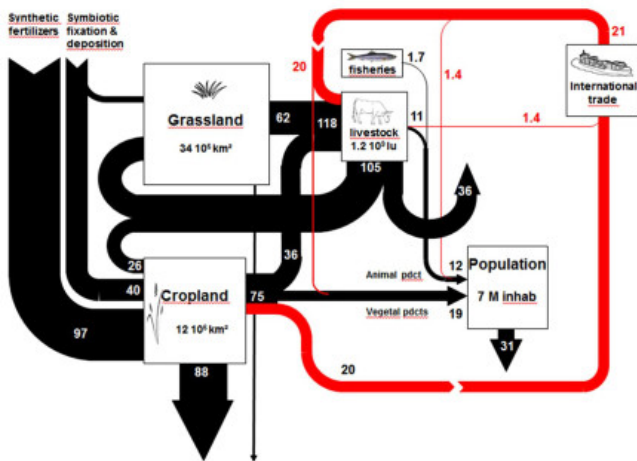 Synthetic
fertilizers
Symbiotic
fixation &
deposition
Grassland
34 10⁶ km²
62
118
20
fisheries
1.7
livestock
1.2 10⁹ lu
105
11
1.4
1.4
21
International
trade
36
36
26
40
97
Cropland
12 10⁶ km²
75
88
Animal pdct
12
Vegetal pdcts
19
Population
7 M inhab
31
20